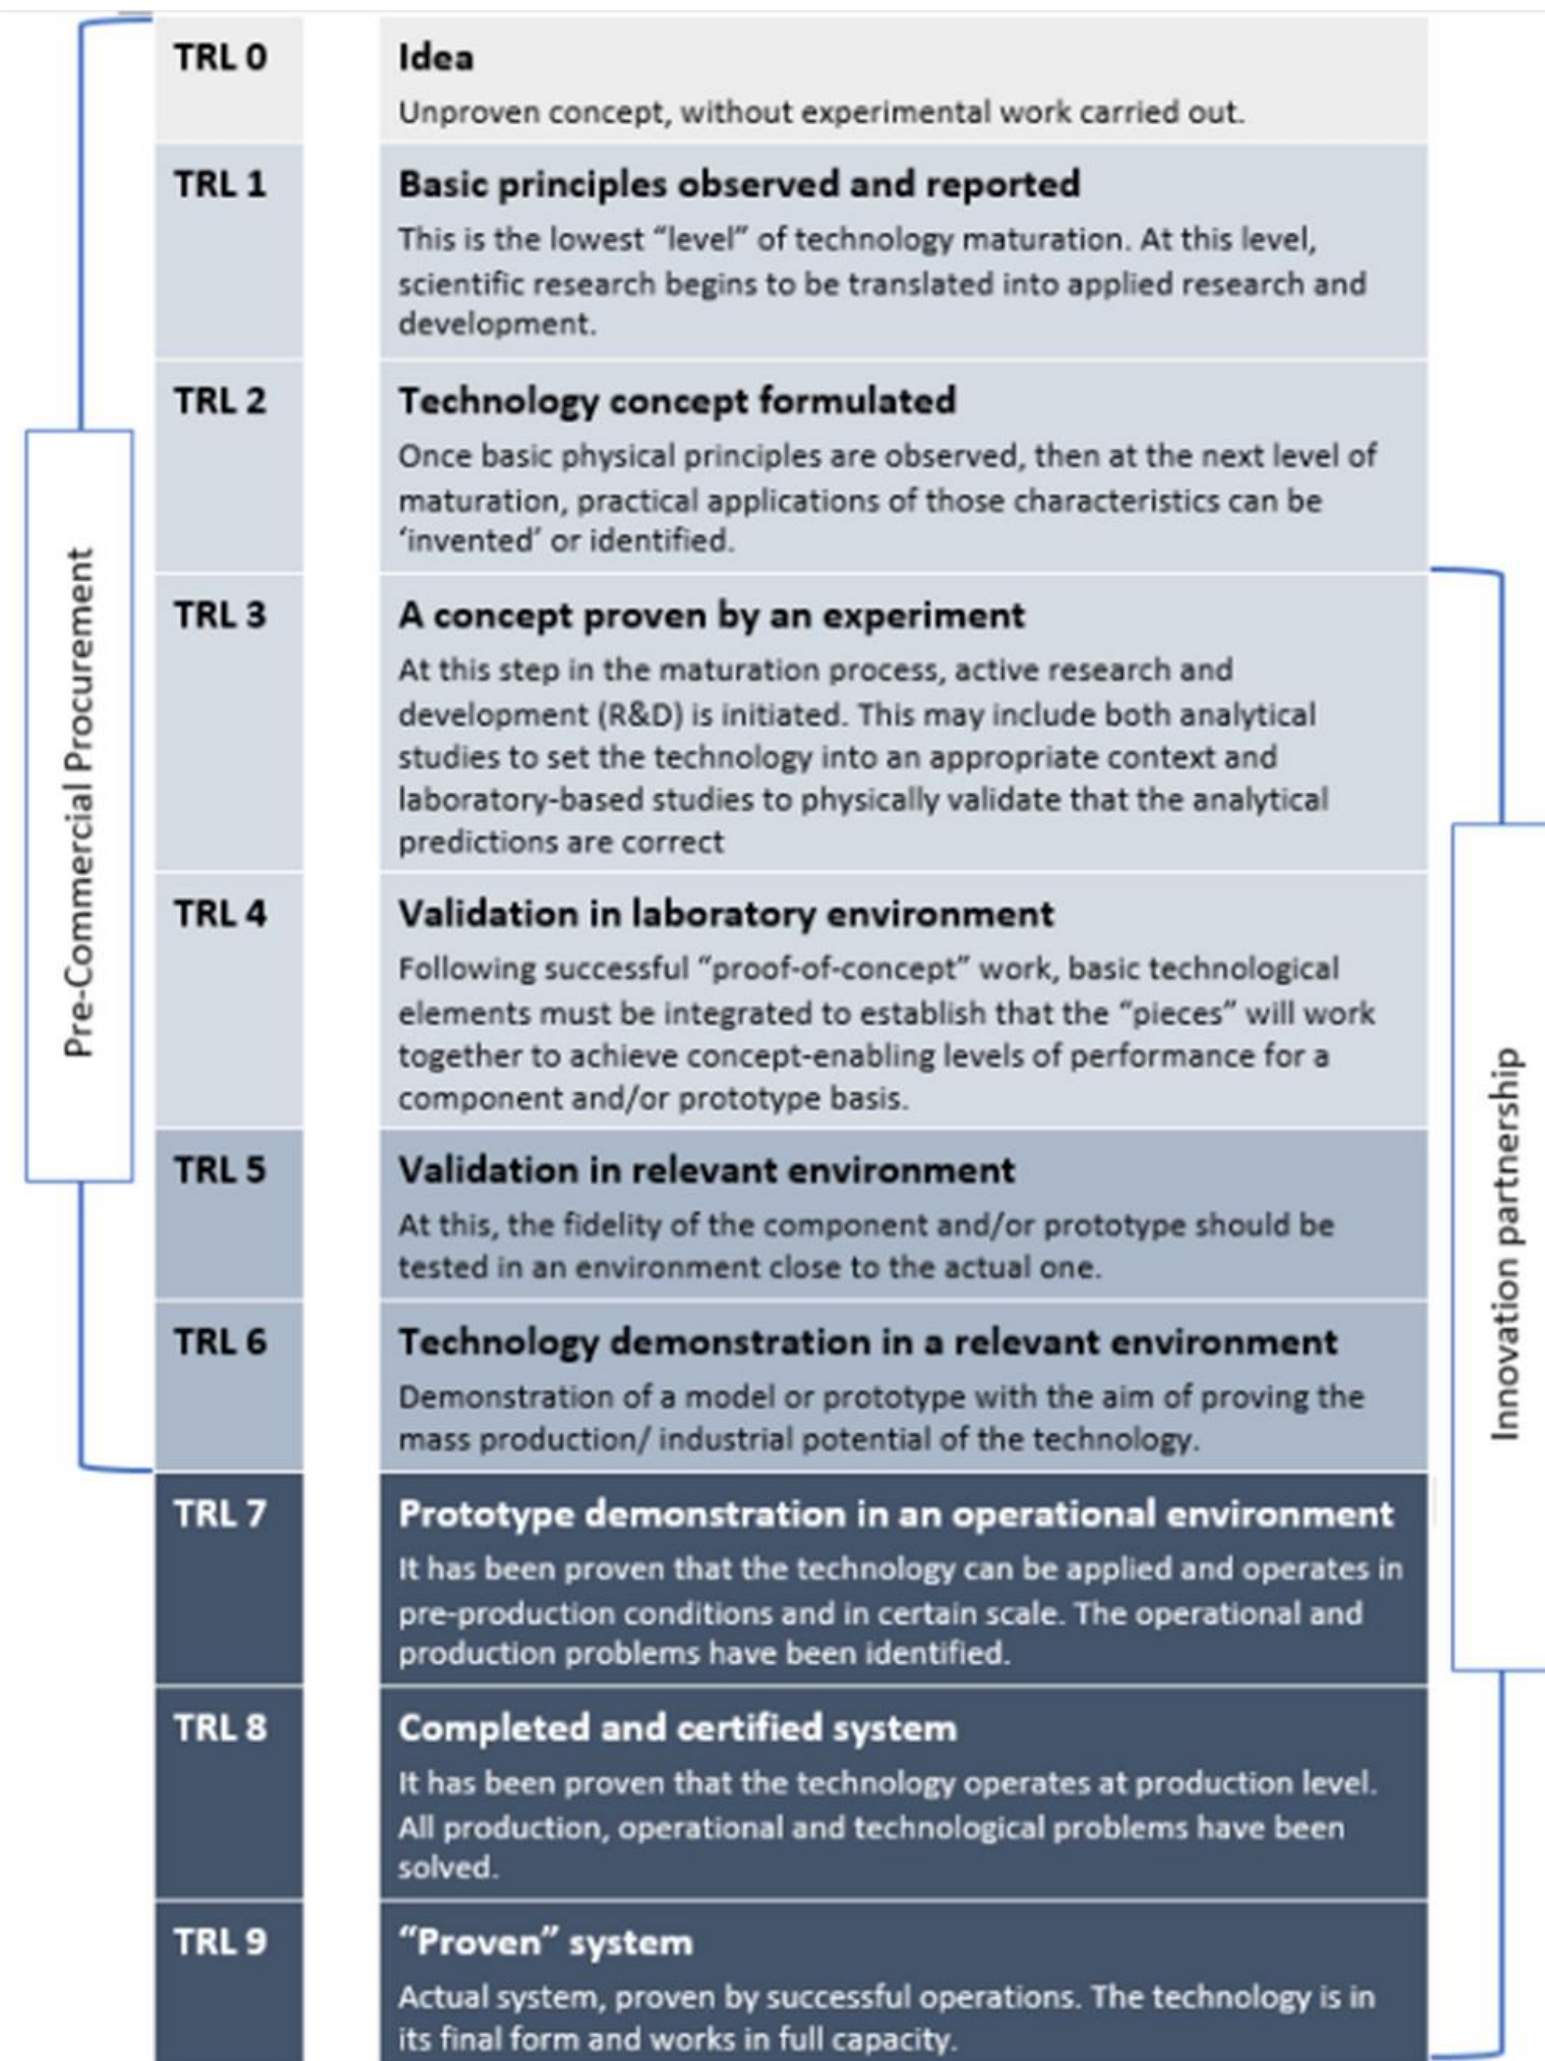 TRL 0
Idea
Unproven concept, without experimental work carried out.
TRL 1
Basic principles observed and reported
This is the lowest “level” of technology maturation. At this level,
scientific research begins to be translated into applied research and
development.
TRL 2
Technology concept formulated
Once basic physical principles are observed, then at the next level of
maturation, practical applications of those characteristics can be
‘invented’ or identified.
TRL 3
A concept proven by an experiment
At this step in the maturation process, active research and
development (R&D) is initiated. This may include both analytical
studies to set the technology into an appropriate context and
laboratory-based studies to physically validate that the analytical
predictions are correct
TRL 4
Validation in laboratory environment
Following successful “proof-of-concept” work, basic technological
elements must be integrated to establish that the “pieces” will work
together to achieve concept-enabling levels of performance for a
component and/or prototype basis.
TRL 5
Validation in relevant environment
At this, the fidelity of the component and/or prototype should be
tested in an environment close to the actual one.
TRL 6
Technology demonstration in a relevant environment
Demonstration of a model or prototype with the aim of proving the
mass production/ industrial potential of the technology.
TRL 7
Prototype demonstration in an operational environment
It has been proven that the technology can be applied and operates in
pre-production conditions and in certain scale. The operational and
production problems have been identified.
TRL 8
Completed and certified system
It has been proven that the technology operates at production level.
All production, operational and technological problems have been
solved.
TRL 9
“Proven” system
Actual system, proven by successful operations. The technology is in
its final form and works in full capacity.
Pre-Commercial Procurement
Innovation partnership